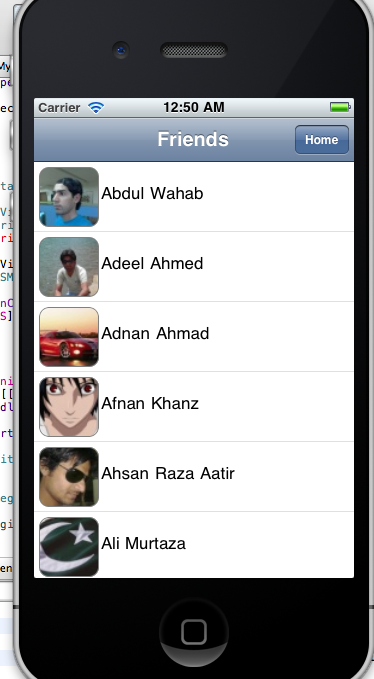 Carrier 12:50 AM
Friends Home
Abdul Wahab
Adeel Ahmed
Adnan Ahmad
Afnan Khanz
Ahsan Raza Aatir
Ali Murtaza